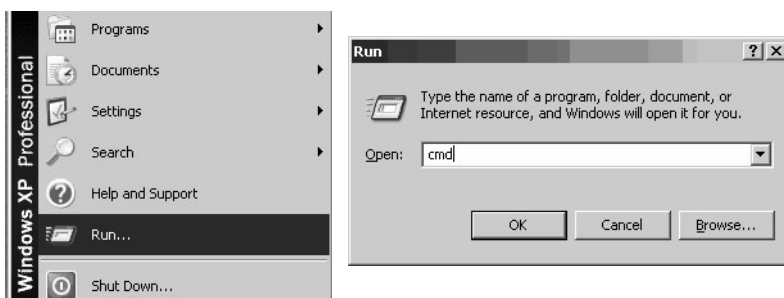 Windows XP Professional
Programs
Documents
Settings
Search
Help and Support
Run...
Shut Down...
Run
Type the name of a program, folder, document, or
Internet resource, and Windows will open it for you.
Open:
cmd
OK
Cancel
Browse...